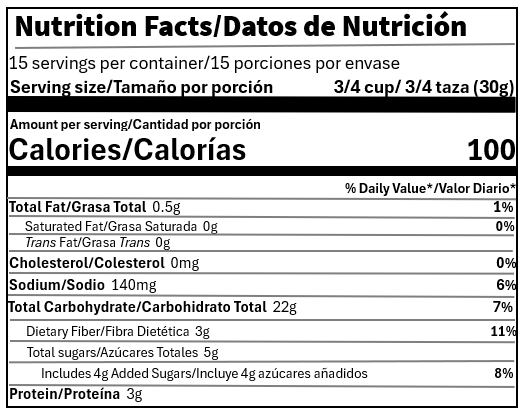 Nutrition Facts/Datos de Nutrición
15 servings per container/15 porciones por envase
Serving size/Tamaño por porción 3/4 cup/ 3/4 taza (30g)
Amount per serving/Cantidad por porción
Calories/Calorías 100
% Daily Value*/Valor Diario*
Total Fat/Grasa Total 0.5g 1%
Saturated Fat/Grasa Saturada 0g 0%
Trans Fat/Grasa Trans 0g
Cholesterol/Colesterol 0mg 0%
Sodium/Sodio 140mg 6%
Total Carbohydrate/Carbohidrato Total 22g 7%
Dietary Fiber/Fibra Dietética 3g 11%
Total sugars/Azúcares Totales 5g
Includes 4g Added Sugars/Incluye 4g azúcares añadidos 8%
Protein/Proteína 3g